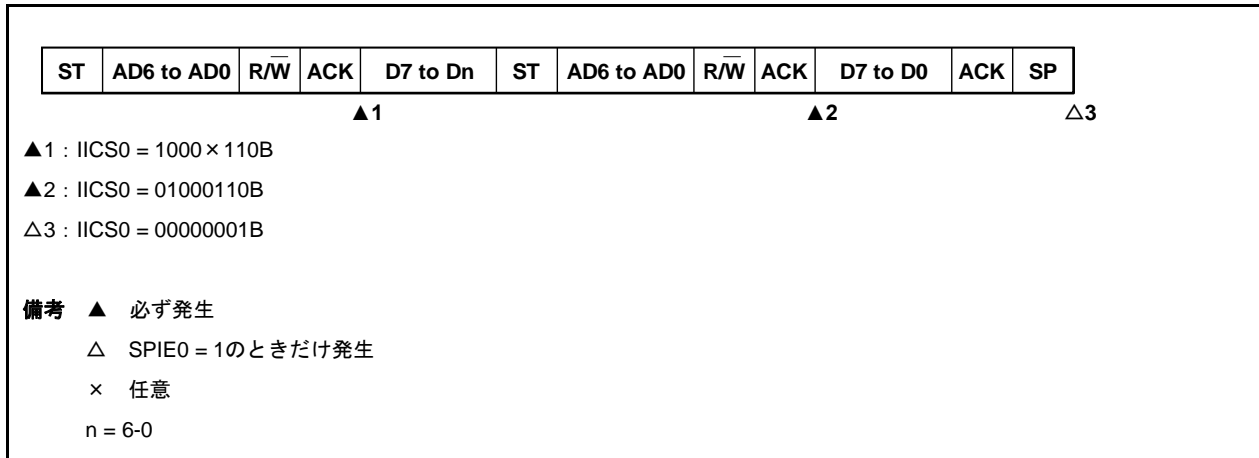 ST AD6 to AD0 R/W̅ ACK D7 to Dn ST AD6 to AD0 R/W̅ ACK D7 to D0 ACK SP
▲1 ▲2 △3
▲1 : IICS0 = 1000×110B
▲2 : IICS0 = 01000110B
△3 : IICS0 = 00000001B
備考 ▲ 必ず発生
△ SPIE0 = 1のときだけ発生
× 任意
n = 6-0